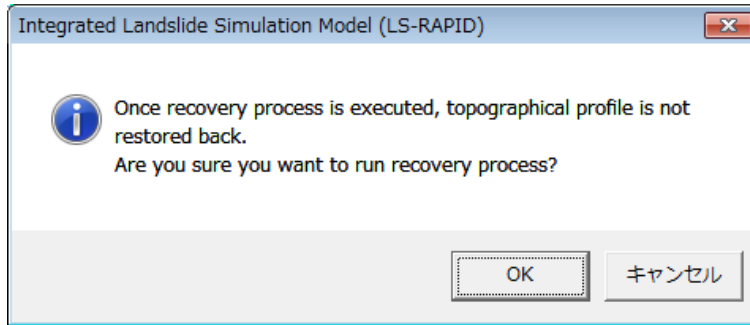 Integrated Landslide Simulation Model (LS-RAPID)
Once recovery process is executed, topographical profile is not
restored back.
Are you sure you want to run recovery process?
OK
キャンセル